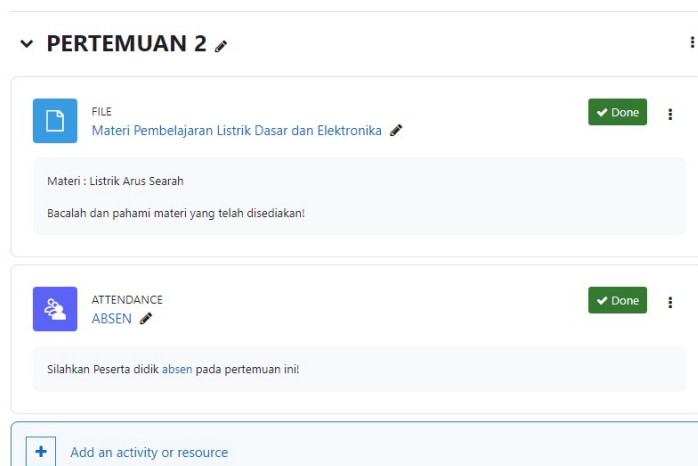 PERTEMUAN 2
FILE
Materi Pembelajaran Listrik Dasar dan Elektronika
Done
Materi : Listrik Arus Searah
Bacalah dan pahami materi yang telah disediakan!
ATTENDANCE
ABSEN
Done
Silahkan Peserta didik absen pada pertemuan ini!
Add an activity or resource